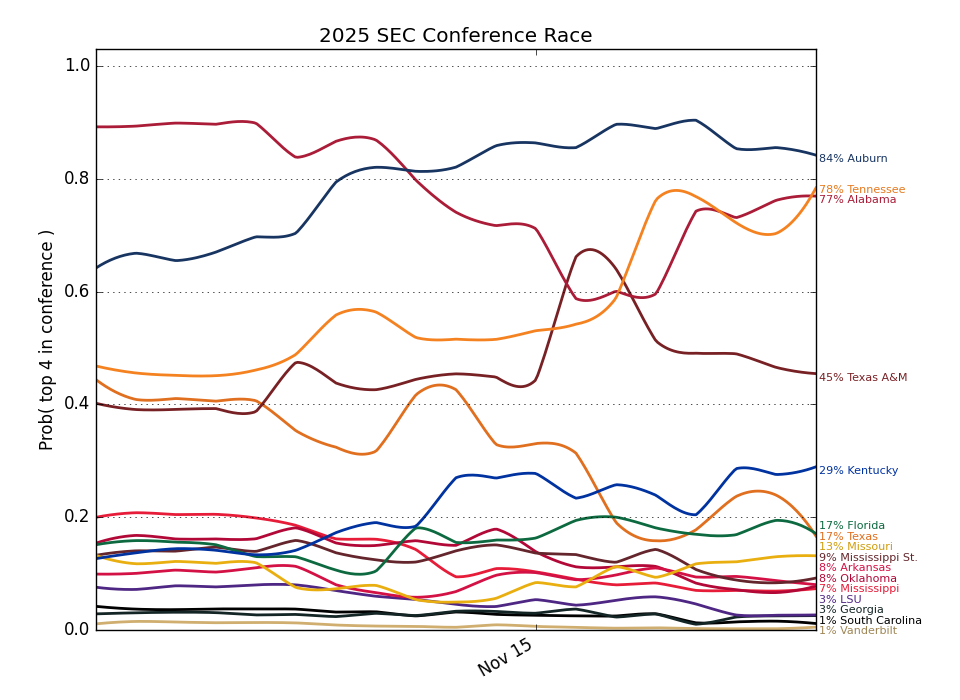 2025 SEC Conference Race
Prob( top 4 in conference )
1.0
0.8
0.6
0.4
0.2
0.0
Nov 15
84% Auburn
78% Tennessee
77% Alabama
45% Texas A&M
29% Kentucky
17% Florida
17% Texas
13% Missouri
9% Mississippi St.
8% Arkansas
8% Oklahoma
7% Mississippi
3% LSU
3% Georgia
1% South Carolina
1% Vanderbilt